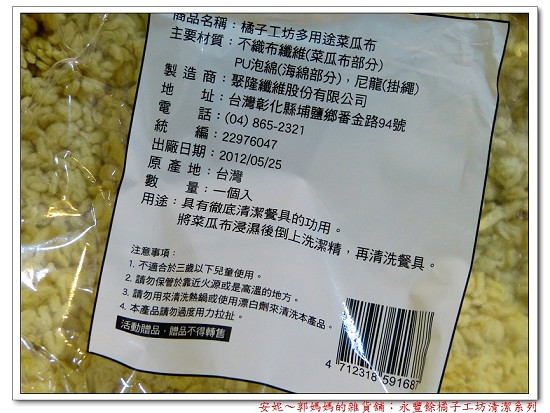 商品名稱：橘子工坊多用途菜瓜布
主要材質：不織布纖維(菜瓜布部分)
PU泡綿(海綿部分)，尼龍(掛繩)
製造商：聚隆纖維股份有限公司
地址：台灣彰化縣埔鹽鄉番金路94號
電話：(04) 865-2321
統編：22976047
出廠日期：2012/05/25
原產地：台灣
數量：一個入
用途：具有徹底清潔餐具的功用。
將菜瓜布浸濕後倒上洗潔精，再清洗餐具。
注意事項：
1. 不適合於三歲以下兒童使用。
2. 請勿保管於靠近火源或是高溫的地方。
3. 請勿用來清洗熱鍋或使用漂白劑來清洗本產品。
4. 本產品請勿過度用力拉扯。
活動贈品，贈品不得轉售
4 712318 591687
安妮～郭媽媽的雜貨舖：永豐餘橘子工坊清潔系列